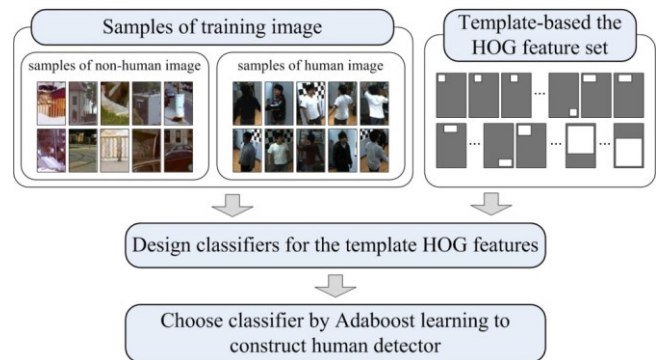 Samples of training image
samples of non-human image
samples of human image
Template-based the
HOG feature set
...
...
...
...
...
Design classifiers for the template HOG features
Choose classifier by Adaboost learning to
construct human detector